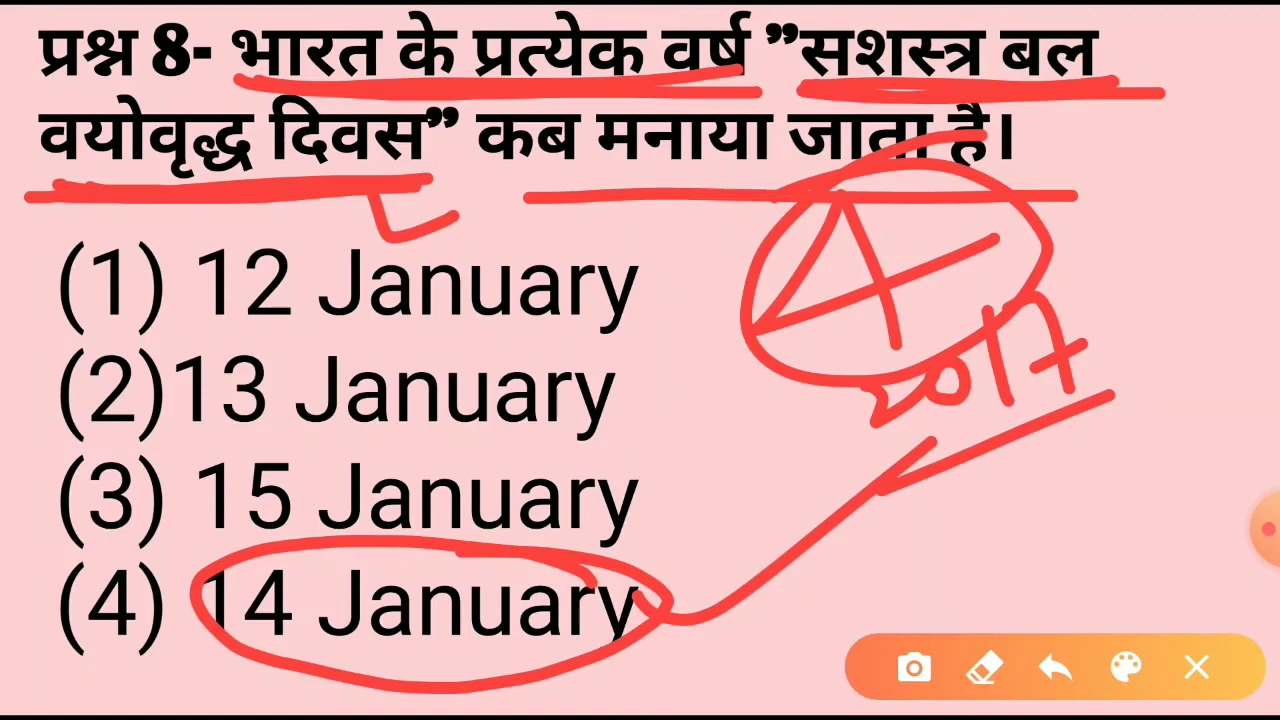 प्रश्न 8- भारत के प्रत्येक वर्ष ”सशस्त्र बल
वयोवृद्ध दिवस” कब मनाया जाता है।
(1) 12 January
(2)13 January
(3) 15 January
(4) 14 January
4
2017